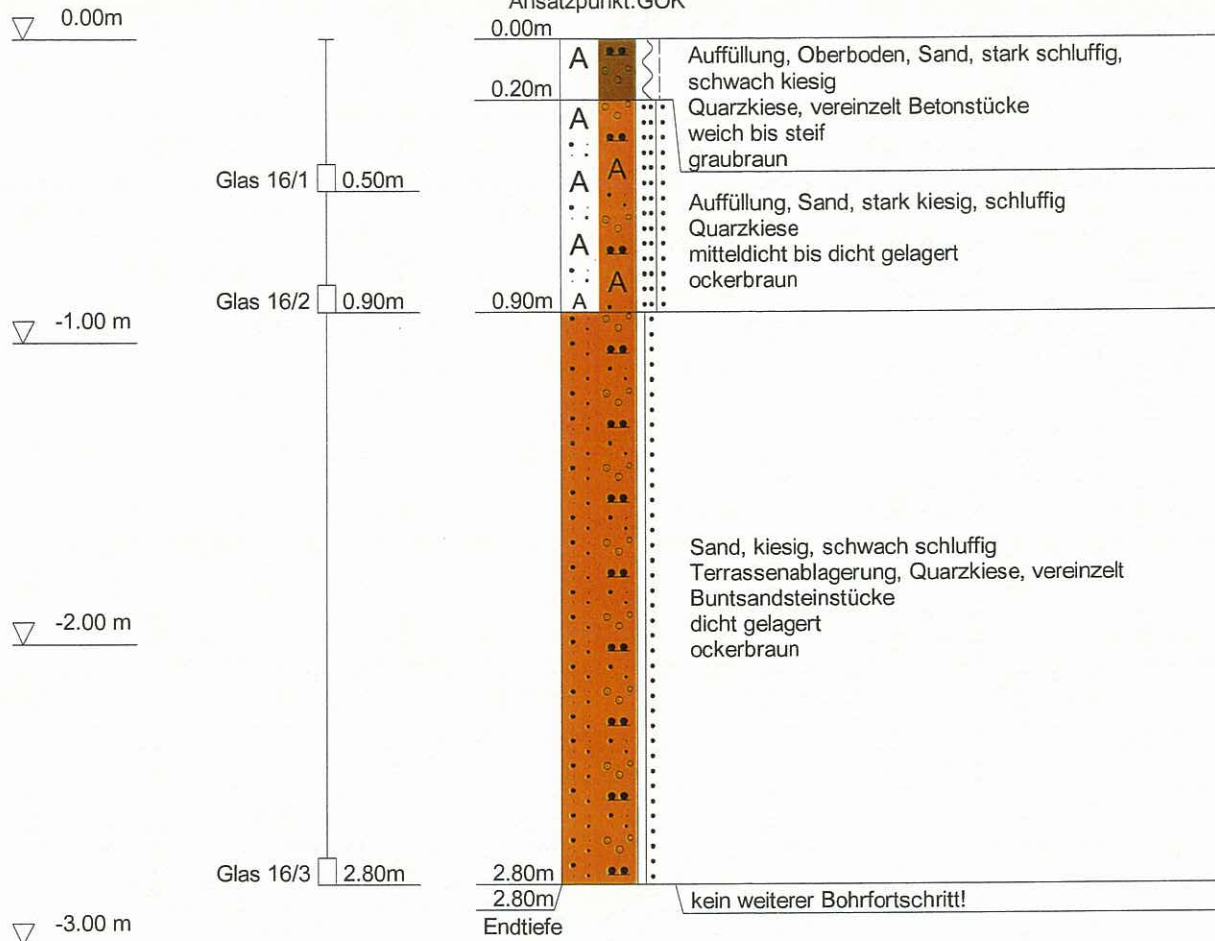 Ansatzpunkt: GOK
0.00m
0.00m
A
Auffüllung, Oberboden, Sand, stark schluffig,
schwach kiesig
0.20m
Quarzkiese, vereinzelt Betonstücke
A
weich bis steif
graubraun
A
Glas 16/1
0.50m
A
Auffüllung, Sand, stark kiesig, schluffig
Quarzkiese
A
mitteldicht bis dicht gelagert
ockerbraun
A
Glas 16/2
0.90m
0.90m
A
-1.00 m
Sand, kiesig, schwach schluffig
Terrassenablagerung, Quarzkiese, vereinzelt
Buntsandsteinstücke
dicht gelagert
ockerbraun
-2.00 m
Glas 16/3
2.80m
2.80m
2.80m
kein weiterer Bohrfortschritt!
Endtiefe
-3.00 m